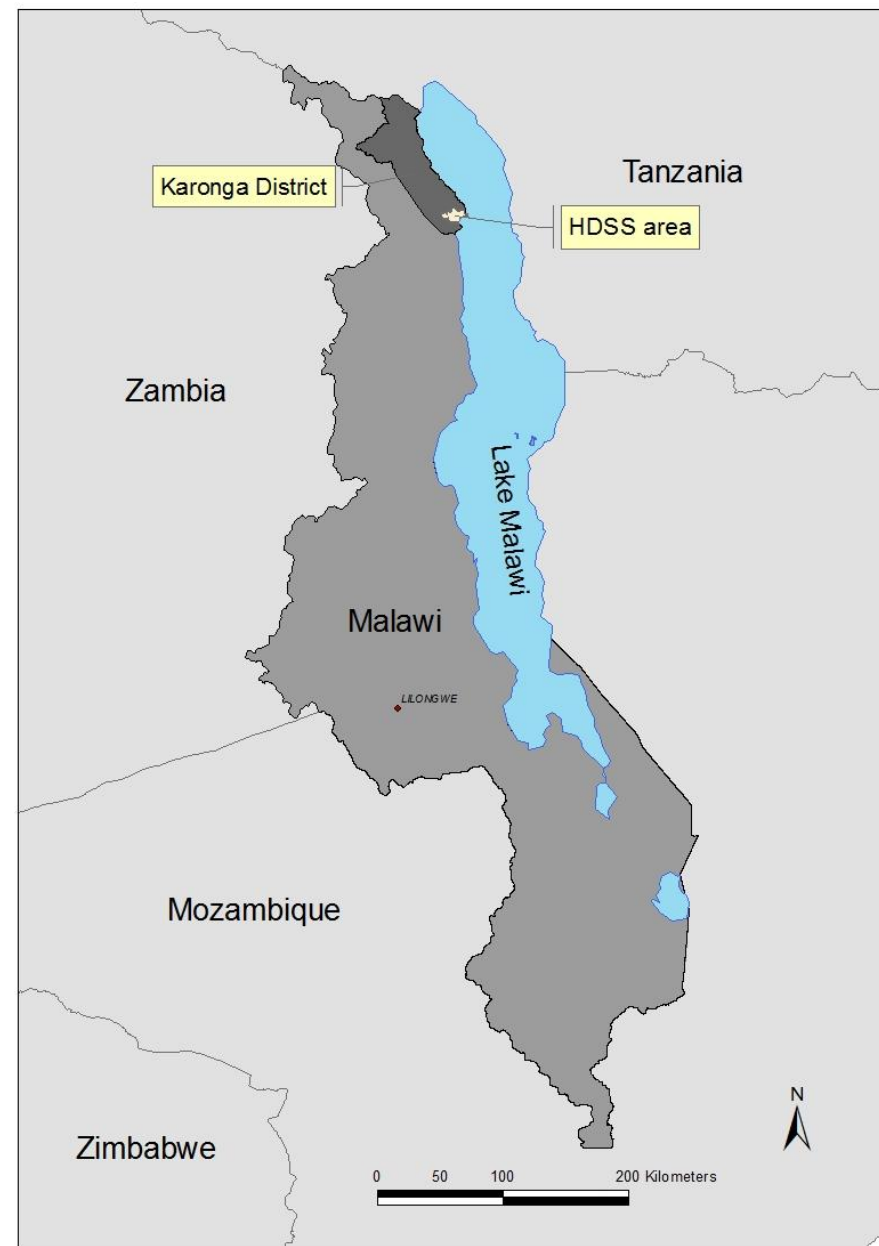 Tanzania
Karonga District
HDSS area
Zambia
Lake Malawi
Malawi
LILONGWE
Mozambique
N
Zimbabwe
0 50 100 200 Kilometers